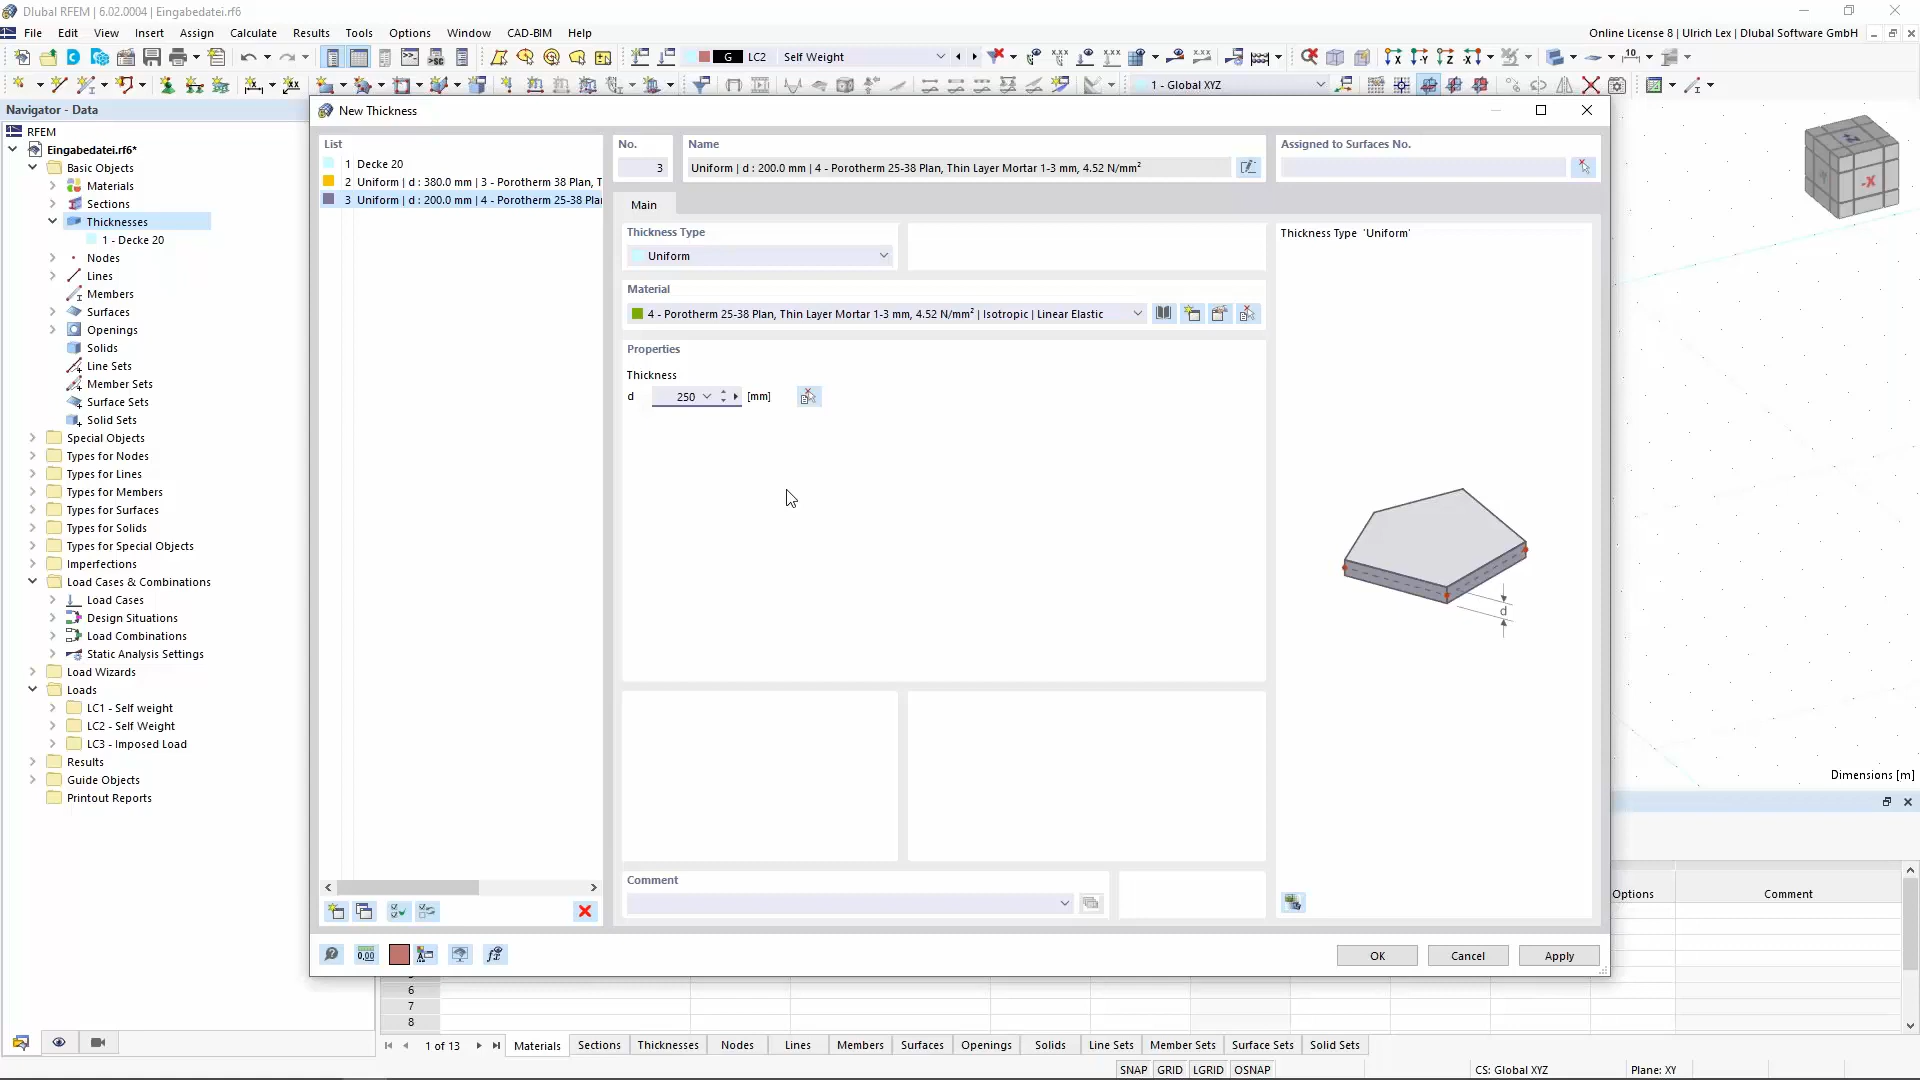 Dlubal RFEM | 6.02.0004 | Eingabedatei.rf6
File Edit View Insert Assign Calculate Results Tools Options Window CAD-BIM Help
Online License 8 | Ulrich Lex | Dlubal Software GmbH
G LC2 Self Weight
1 - Global XYZ
Navigator - Data
RFEM
Eingabedatei.rf6*
Basic Objects
Materials
Sections
Thicknesses
1 - Decke 20
Nodes
Lines
Members
Surfaces
Openings
Solids
Line Sets
Member Sets
Surface Sets
Solid Sets
Special Objects
Types for Nodes
Types for Lines
Types for Members
Types for Surfaces
Types for Solids
Types for Special Objects
Imperfections
Load Cases & Combinations
Load Cases
Design Situations
Load Combinations
Static Analysis Settings
Load Wizards
Loads
LC1 - Self weight
LC2 - Self Weight
LC3 - Imposed Load
Results
Guide Objects
Printout Reports
New Thickness
List
1 Decke 20
2 Uniform | d : 380.0 mm | 3 - Porotherm 38 Plan, T
3 Uniform | d : 200.0 mm | 4 - Porotherm 25-38 Pla
No.
3
Name
Uniform | d : 200.0 mm | 4 - Porotherm 25-38 Plan, Thin Layer Mortar 1-3 mm, 4.52 N/mm²
Assigned to Surfaces No.
Main
Thickness Type
Uniform
Material
4 - Porotherm 25-38 Plan, Thin Layer Mortar 1-3 mm, 4.52 N/mm² | Isotropic | Linear Elastic
Properties
Thickness
d 250 [mm]
Comment
Thickness Type 'Uniform'
d
OK Cancel Apply
-X
Dimensions [m]
Options Comment
6
7
8
1 of 13 Materials Sections Thicknesses Nodes Lines Members Surfaces Openings Solids Line Sets Member Sets Surface Sets Solid Sets
SNAP GRID LGRID OSNAP CS: Global XYZ Plane: XY